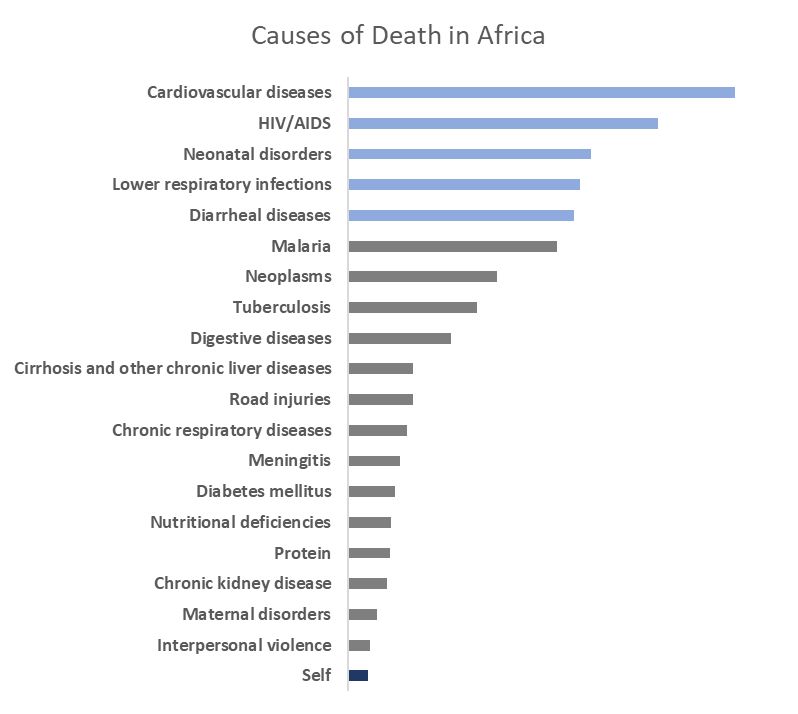 Causes of Death in Africa
Cardiovascular diseases
HIV/AIDS
Neonatal disorders
Lower respiratory infections
Diarrheal diseases
Malaria
Neoplasms
Tuberculosis
Digestive diseases
Cirrhosis and other chronic liver diseases
Road injuries
Chronic respiratory diseases
Meningitis
Diabetes mellitus
Nutritional deficiencies
Protein
Chronic kidney disease
Maternal disorders
Interpersonal violence
Self